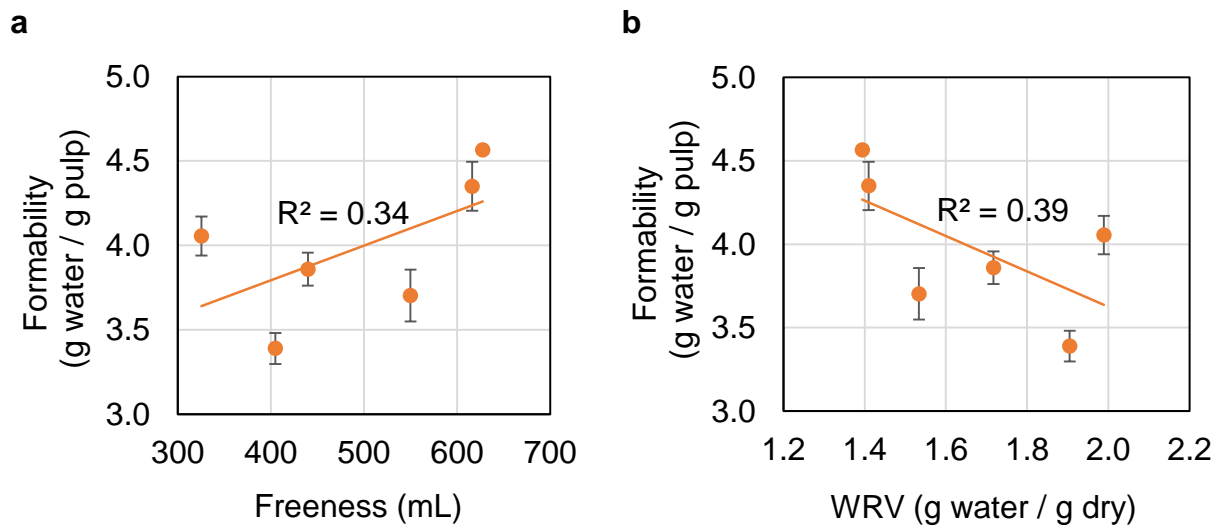 a
5.0
4.5
4.0
3.5
3.0
300 400 500 600 700
Formability
(g water / g pulp)
R² = 0.34
Freeness (mL)
b
5.0
4.5
4.0
3.5
3.0
1.2 1.4 1.6 1.8 2.0 2.2
Formability
(g water / g pulp)
R² = 0.39
WRV (g water / g dry)